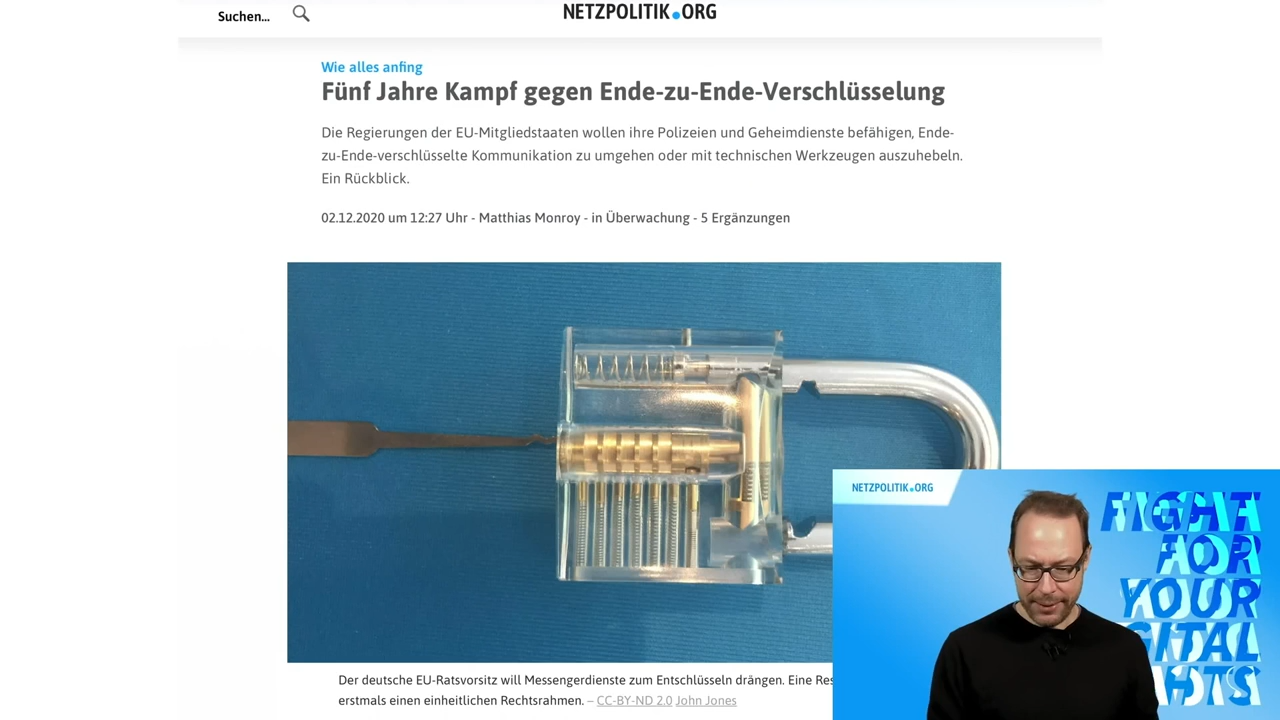 Suchen...
NETZPOLITIK.ORG
Wie alles anfing
Fünf Jahre Kampf gegen Ende-zu-Ende-Verschlüsselung
Die Regierungen der EU-Mitgliedstaaten wollen ihre Polizeien und Geheimdienste befähigen, Ende-
zu-Ende-verschlüsselte Kommunikation zu umgehen oder mit technischen Werkzeugen auszuhebeln.
Ein Rückblick.
02.12.2020 um 12:27 Uhr - Matthias Monroy - in Überwachung - 5 Ergänzungen
Der deutsche EU-Ratsvorsitz will Messengerdienste zum Entschlüsseln drängen. Eine Res
erstmals einen einheitlichen Rechtsrahmen. – CC-BY-ND 2.0 John Jones
NETZPOLITIK.ORG
FIGHT
FOR
YOUR
GITAL
HTS